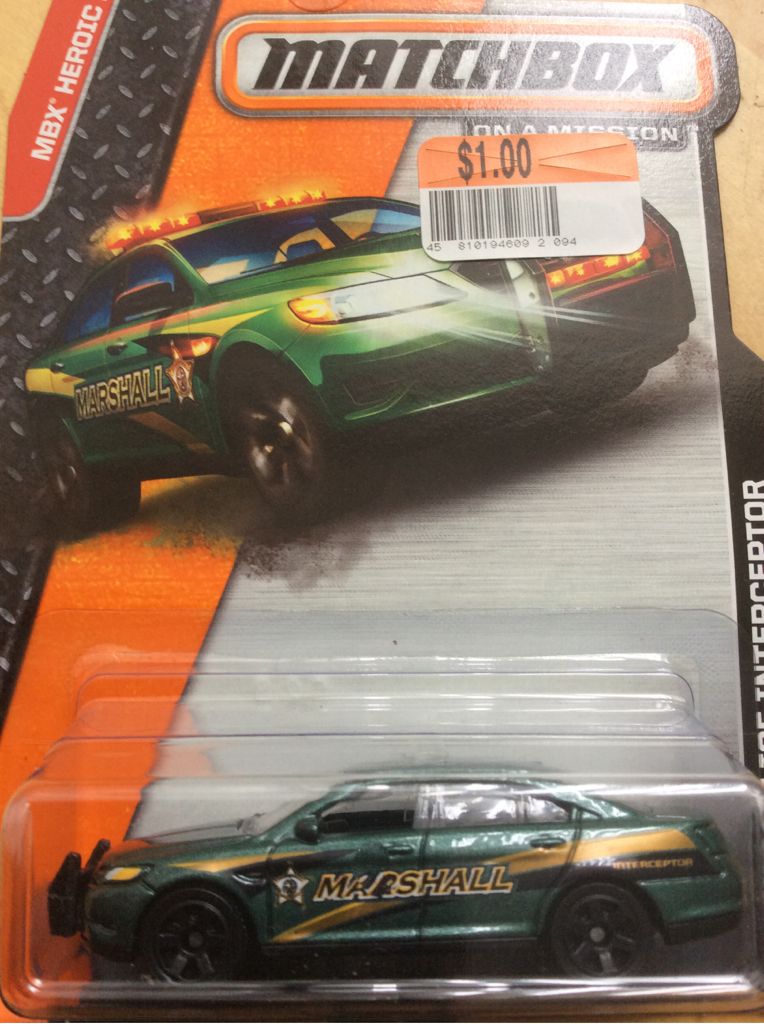 MBX® HEROIC
MATCHBOX
ON A MISSION
$1.00
45 810194609 2 094
MARSHALL
INTERCEPTOR
MARSHALL
INTERCEPTOR